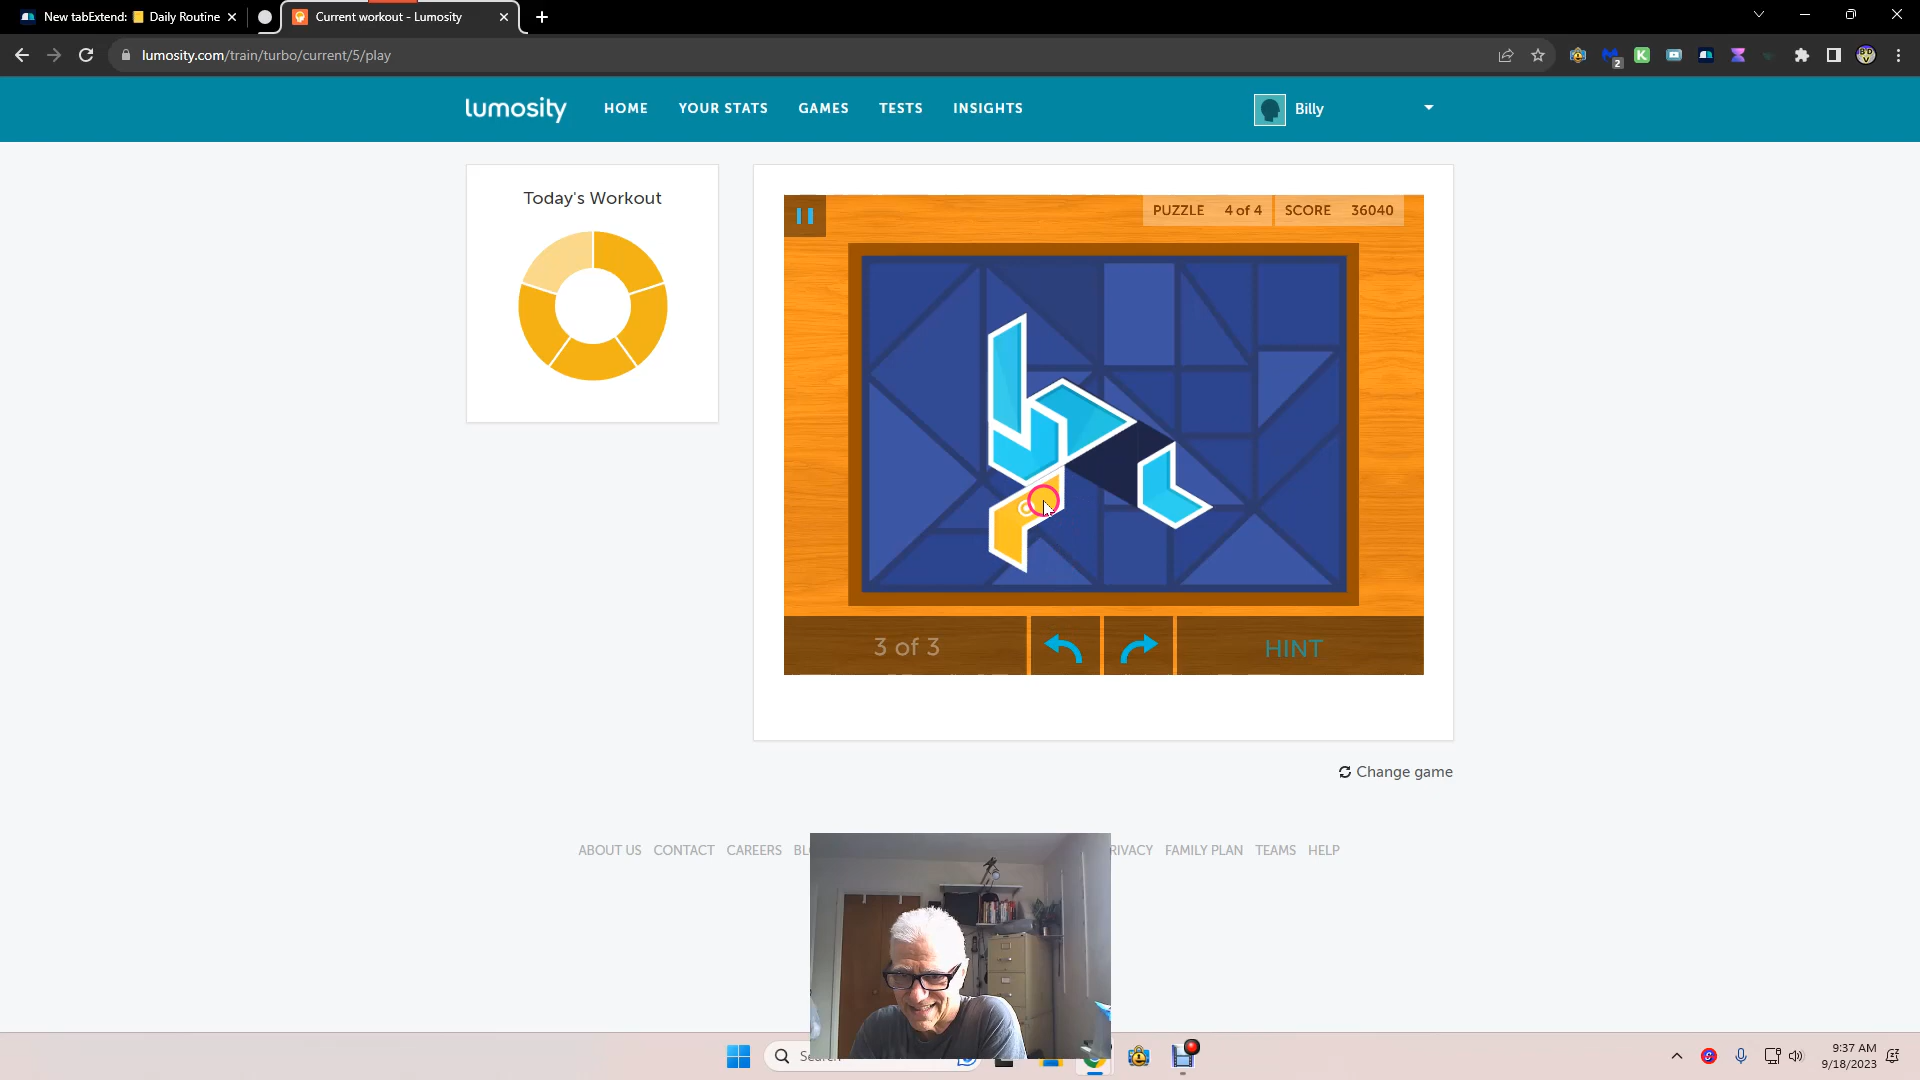 New tabExtend: Daily Routine
Current workout - Lumosity
lumosity.com/train/turbo/current/5/play
2
K
lumosity
HOME YOUR STATS GAMES TESTS INSIGHTS
Billy
Today's Workout
PUZZLE 4 of 4
SCORE 36040
3 of 3
HINT
Change game
ABOUT US CONTACT CAREERS
FAMILY PLAN TEAMS HELP
9:37 AM
9/18/2023